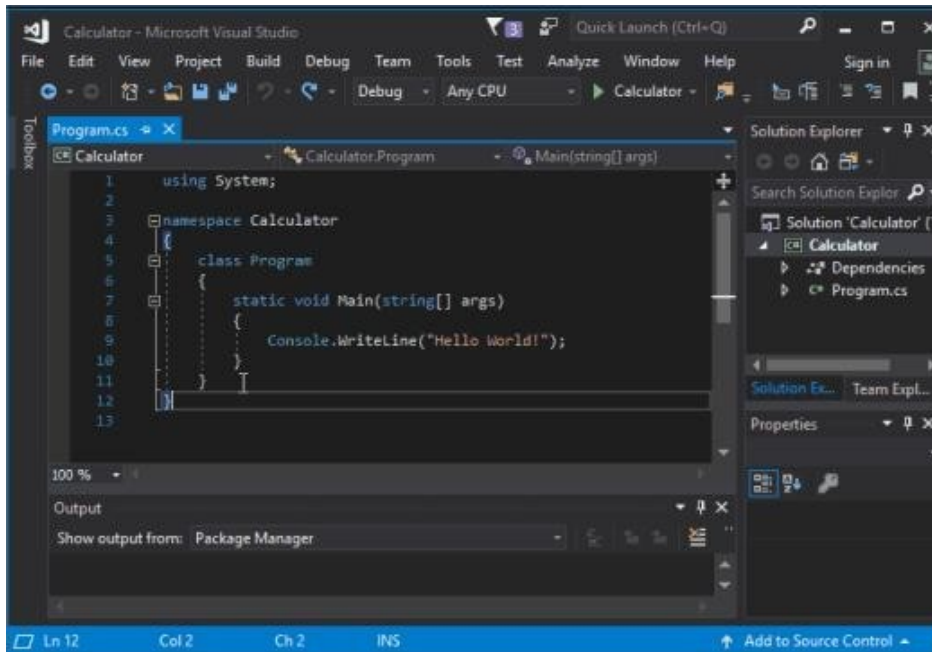 Calculator - Microsoft Visual Studio
3
Quick Launch (Ctrl+Q)
File Edit View Project Build Debug Team Tools Test Analyze Window Help Sign in
Debug Any CPU Calculator
Toolbox
Program.cs
C# Calculator Calculator.Program Main(string[] args)
1 using System;
2
3 namespace Calculator
4 {
5 class Program
6 {
7 static void Main(string[] args)
8 {
9 Console.WriteLine("Hello World!");
10 }
11 }
12 }
13
100 %
Output
Show output from: Package Manager
Solution Explorer
Search Solution Explor
Solution 'Calculator' (
C# Calculator
Dependencies
C# Program.cs
Solution Ex... Team Expl...
Properties
Ln 12 Col 2 Ch 2 INS Add to Source Control